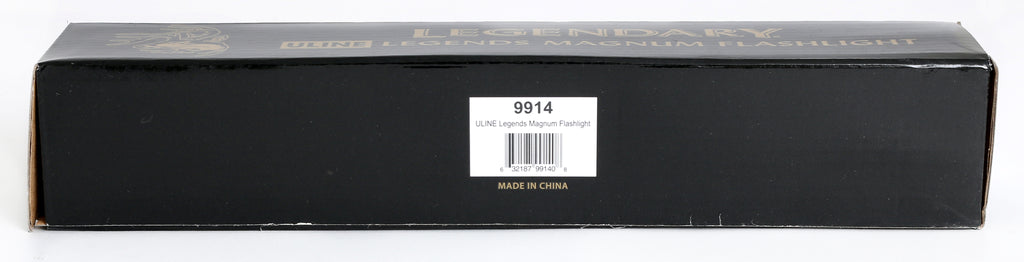 LEGENDARY
ULINE LEGENDS MAGNUM FLASHLIGHT
9914
ULINE Legends Magnum Flashlight
6 32187 99140 8
MADE IN CHINA